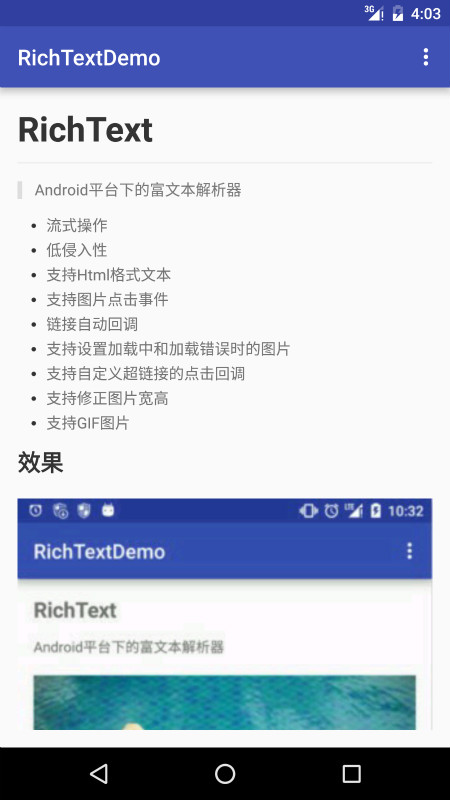 3G 4:03
RichTextDemo
RichText
Android平台下的富文本解析器
流式操作
低侵入性
支持Html格式文本
支持图片点击事件
链接自动回调
支持设置加载中和加载错误时的图片
支持自定义超链接的点击回调
支持修正图片宽高
支持GIF图片
效果
LTE 10:32
RichTextDemo
RichText
Android平台下的富文本解析器